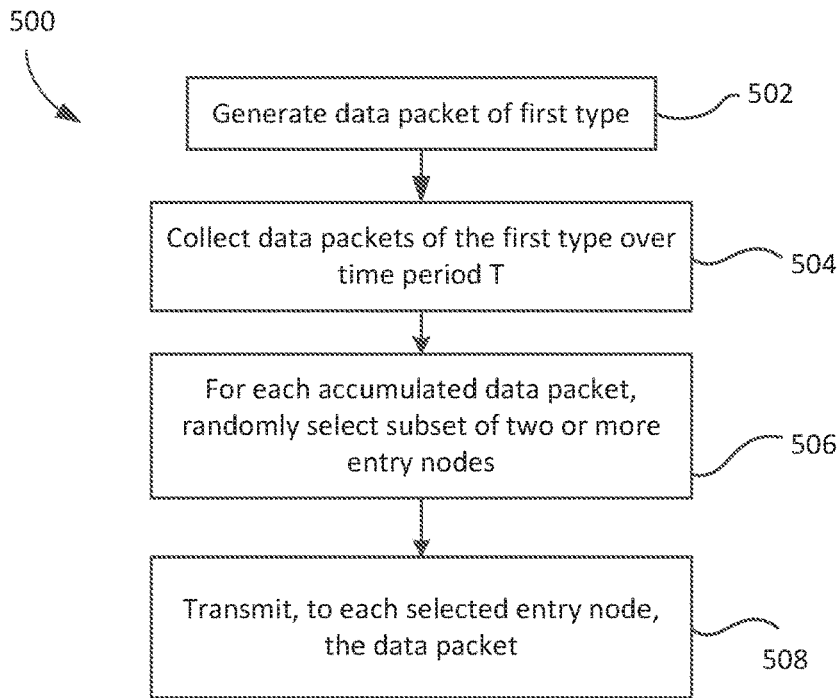 500
Generate data packet of first type
502
Collect data packets of the first type over
time period T
504
For each accumulated data packet,
randomly select subset of two or more
entry nodes
506
Transmit, to each selected entry node,
the data packet
508